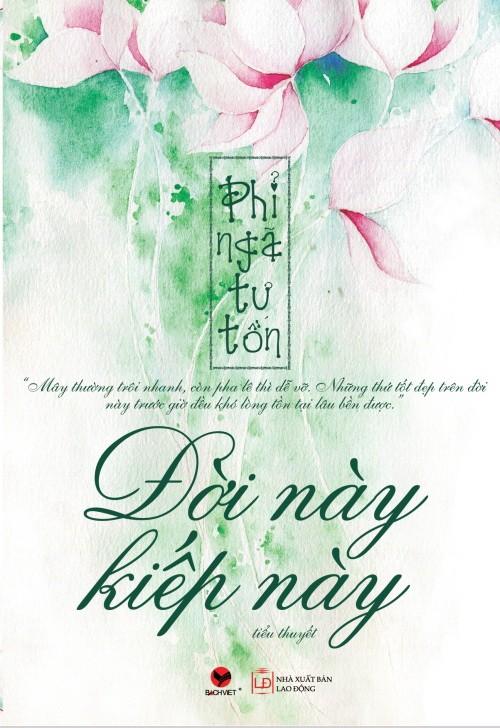 Phỉ
ngã
tư
tồn
“Mây thường trôi nhanh, còn pha lê thì dễ vỡ. Những thứ tốt đẹp trên đời
này trước giờ đều khó lòng tồn tại lâu bền được.”
Đời này
kiếp này
tiểu thuyết
BACHVIET ®
LĐ
NHÀ XUẤT BẢN
LAO ĐỘNG